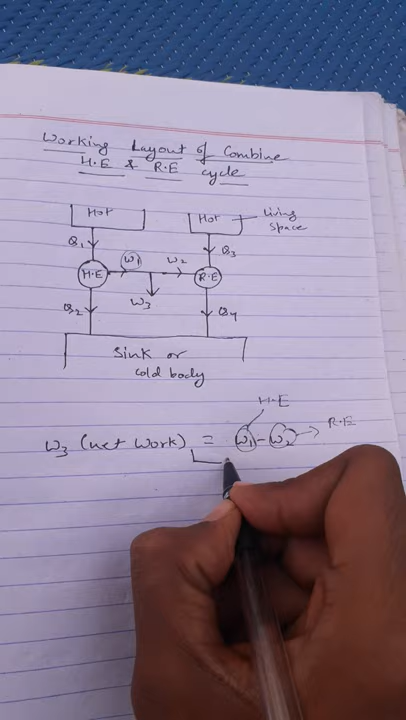 Working Layout of Combine
H.E & R.E cycle
Hot
Hot
Living
space
Q1
W1
W2
Q3
H.E
R.E
W3
Q2
Q4
Sink or
cold body
H.E
W3 (net work) = W1 - W2
R.E